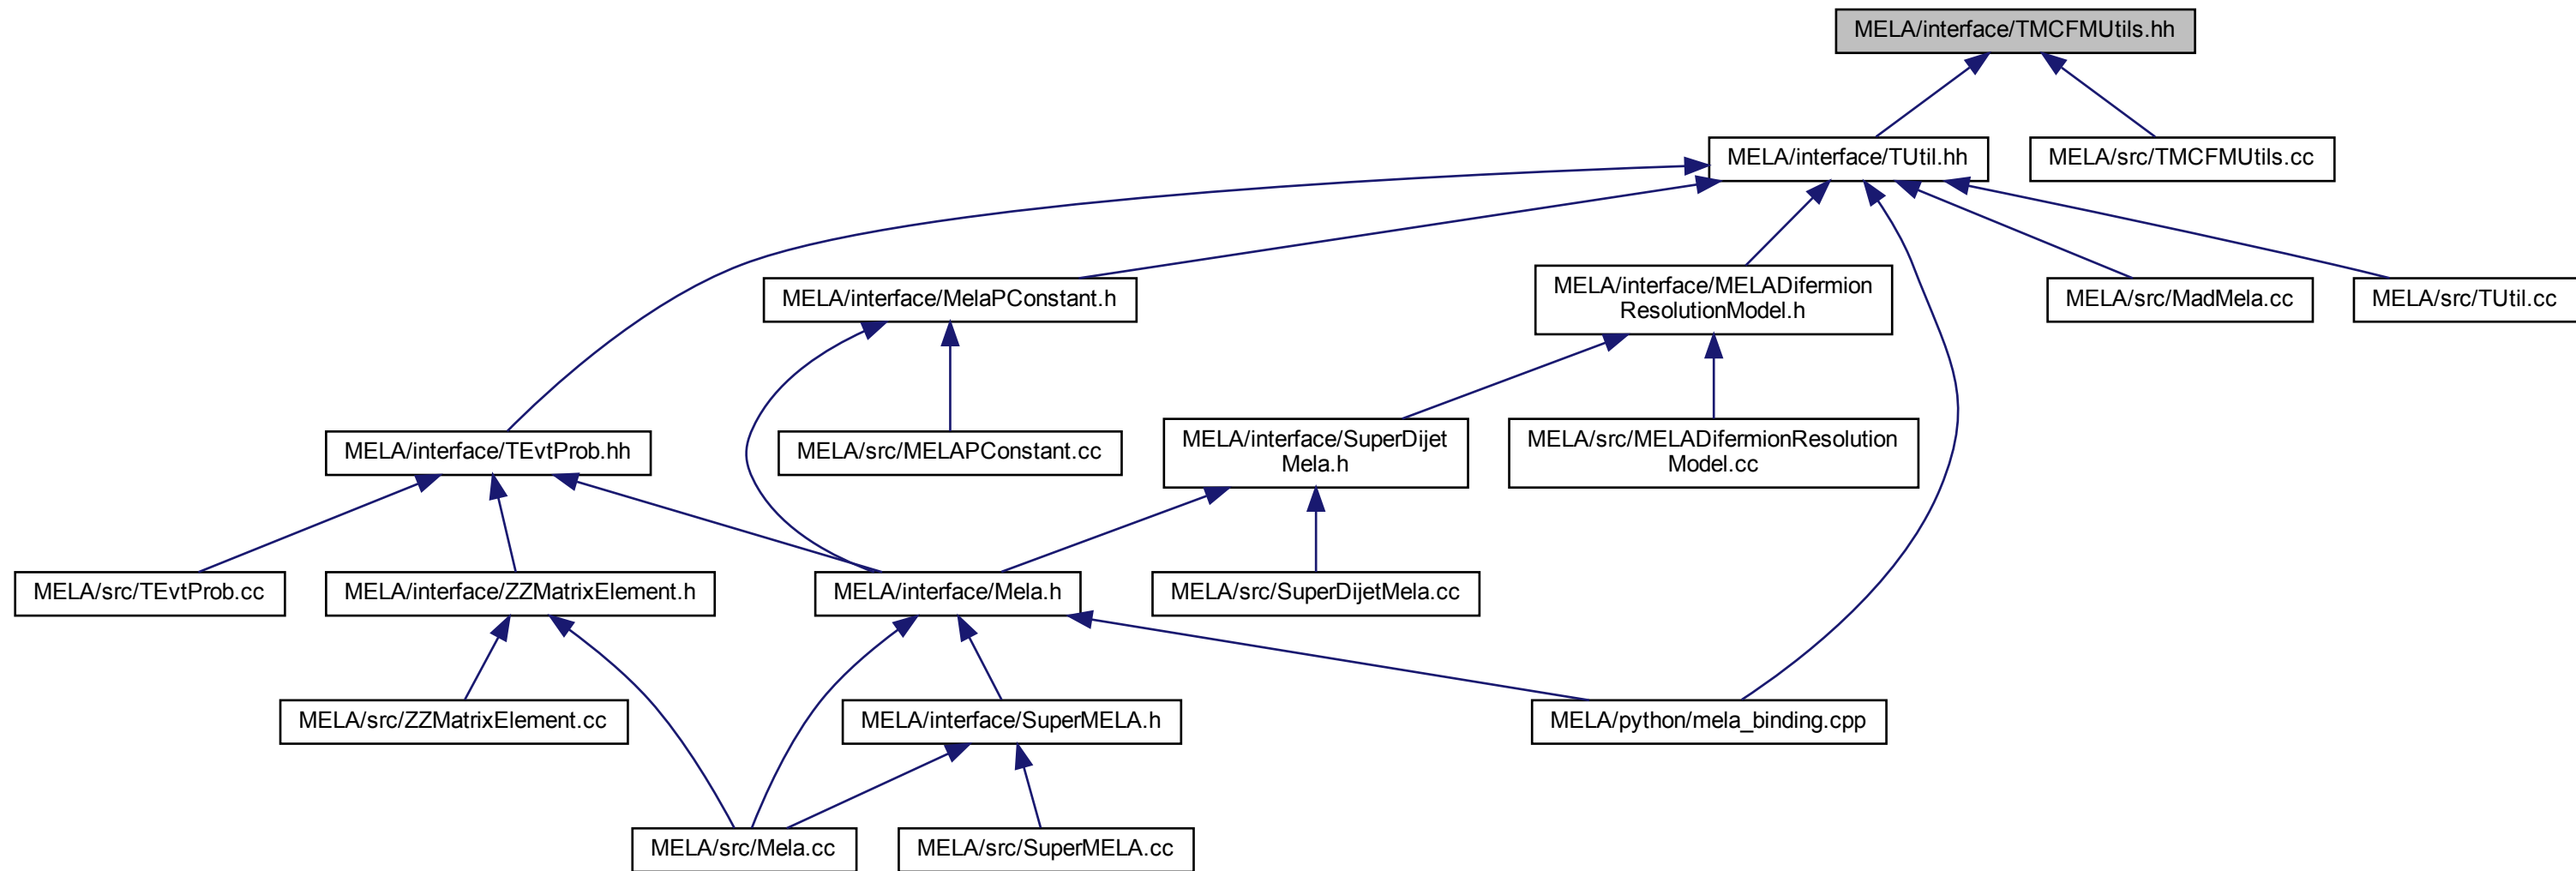 MELA/interface/TMCFMUtils.hh
MELA/interface/TUtil.hh
MELA/src/TMCFMUtils.cc
MELA/interface/MelaPConstant.h
MELA/interface/MELADifermion
ResolutionModel.h
MELA/src/MadMela.cc
MELA/src/TUtil.cc
MELA/interface/TEvtProb.hh
MELA/src/MELAPConstant.cc
MELA/interface/SuperDijet
Mela.h
MELA/src/MELADifermionResolution
Model.cc
MELA/src/TEvtProb.cc
MELA/interface/ZZMatrixElement.h
MELA/interface/Mela.h
MELA/src/SuperDijetMela.cc
MELA/src/ZZMatrixElement.cc
MELA/interface/SuperMELA.h
MELA/python/mela_binding.cpp
MELA/src/Mela.cc
MELA/src/SuperMELA.cc